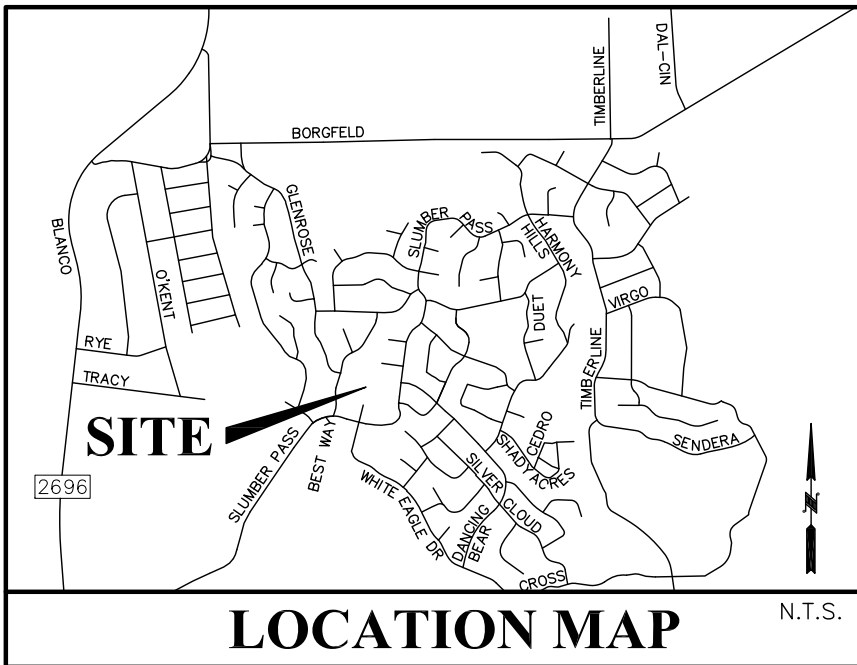 DAL-CIN
TIMBERLINE
BORGFELD
GLENROSE
SLUMBER PASS
HARMONY
HILLS
BLANCO
O'KENT
VIRGO
DUET
RYE
TRACY
TIMBERLINE
SITE
CEDRO
SENDERA
SHADY ACRES
SILVER CLOUD
BEST WAY
SLUMBER PASS
2696
WHITE EAGLE DR
DANCING
BEAR
CROSS
N
LOCATION MAP
N.T.S.